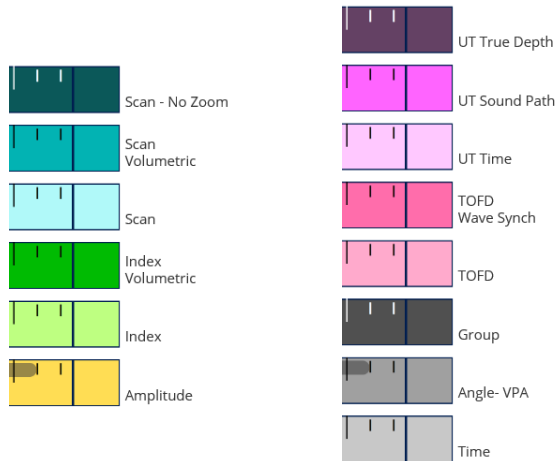 Scan - No Zoom
Scan
Volumetric
Scan
Index
Volumetric
Index
Amplitude
UT True Depth
UT Sound Path
UT Time
TOFD
Wave Synch
TOFD
Group
Angle- VPA
Time